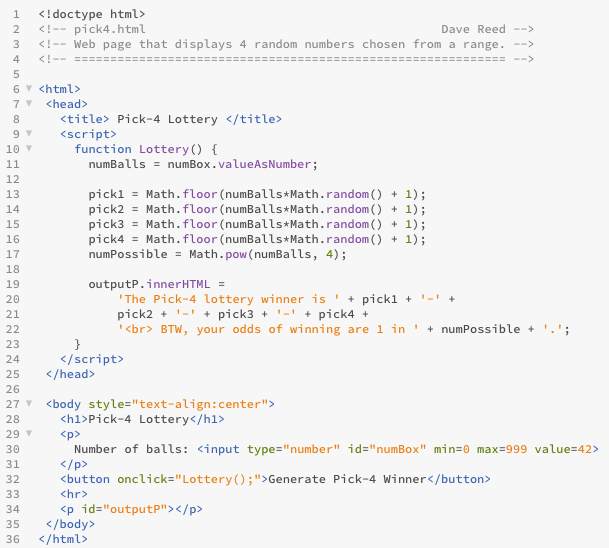 1 <!doctype html>
2 <!-- pick4.html                                          Dave Reed -->
3 <!-- Web page that displays 4 random numbers chosen from a range. -->
4 <!-- ============================================================ -->
5
6 <html>
7  <head>
8    <title> Pick-4 Lottery </title>
9    <script>
10      function Lottery() {
11        numBalls = numBox.valueAsNumber;
12
13        pick1 = Math.floor(numBalls*Math.random() + 1);
14        pick2 = Math.floor(numBalls*Math.random() + 1);
15        pick3 = Math.floor(numBalls*Math.random() + 1);
16        pick4 = Math.floor(numBalls*Math.random() + 1);
17        numPossible = Math.pow(numBalls, 4);
18
19        outputP.innerHTML =
20            'The Pick-4 lottery winner is ' + pick1 + '-' +
21            pick2 + '-' + pick3 + '-' + pick4 +
22            '<br> BTW, your odds of winning are 1 in ' + numPossible + '.';
23      }
24    </script>
25  </head>
26
27  <body style="text-align:center">
28    <h1>Pick-4 Lottery</h1>
29    <p>
30      Number of balls: <input type="number" id="numBox" min=0 max=999 value=42>
31    </p>
32    <button onclick="Lottery();">Generate Pick-4 Winner</button>
33    <hr>
34    <p id="outputP"></p>
35  </body>
36 </html>